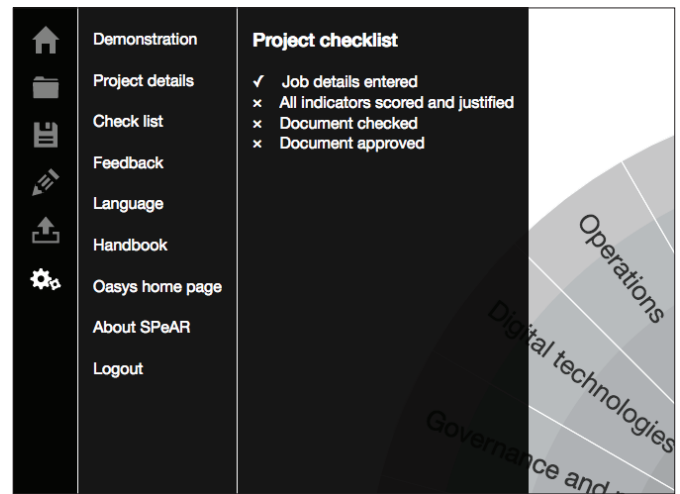 Demonstration
Project details
Check list
Feedback
Language
Handbook
Oasys home page
About SPeAR
Logout
Project checklist
✓ Job details entered
× All indicators scored and justified
× Document checked
× Document approved
Operations
Digital technologies
Governance and